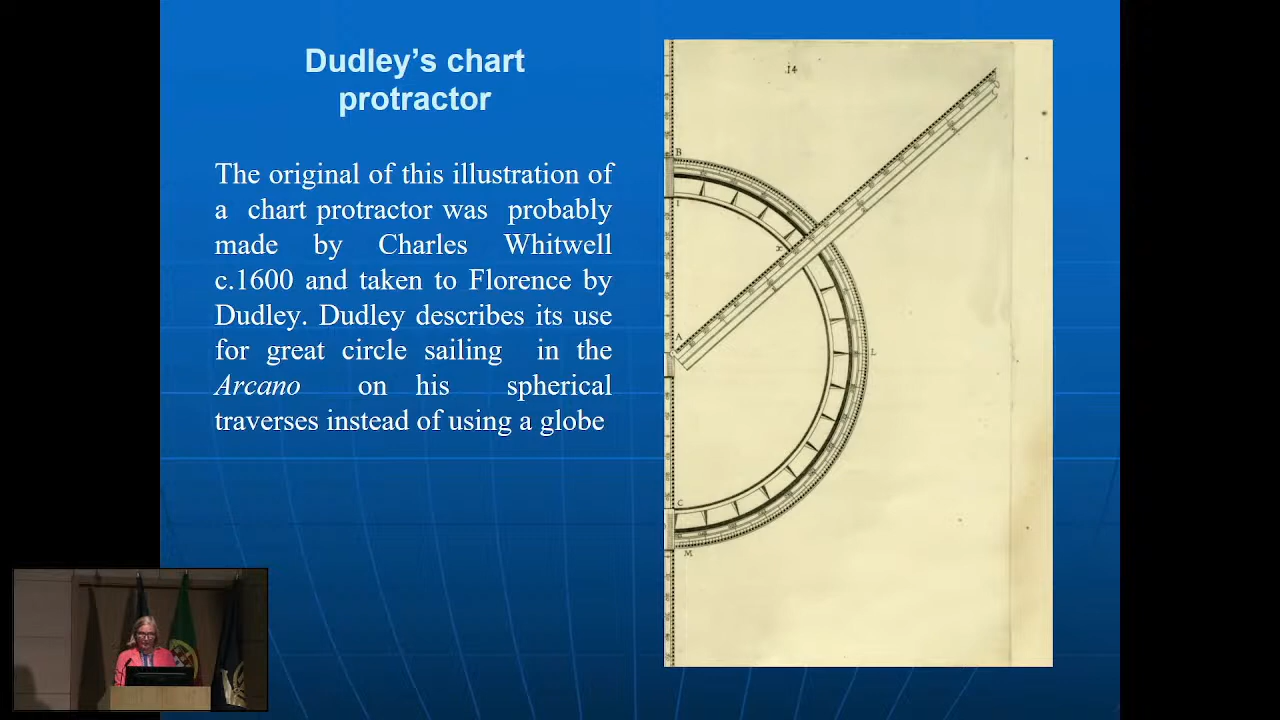 Dudley's chart
protractor
The original of this illustration of
a chart protractor was probably
made by Charles Whitwell
c.1600 and taken to Florence by
Dudley. Dudley describes its use
for great circle sailing in the
Arcano on his spherical
traverses instead of using a globe
14
B
I
x
A
L
C
M